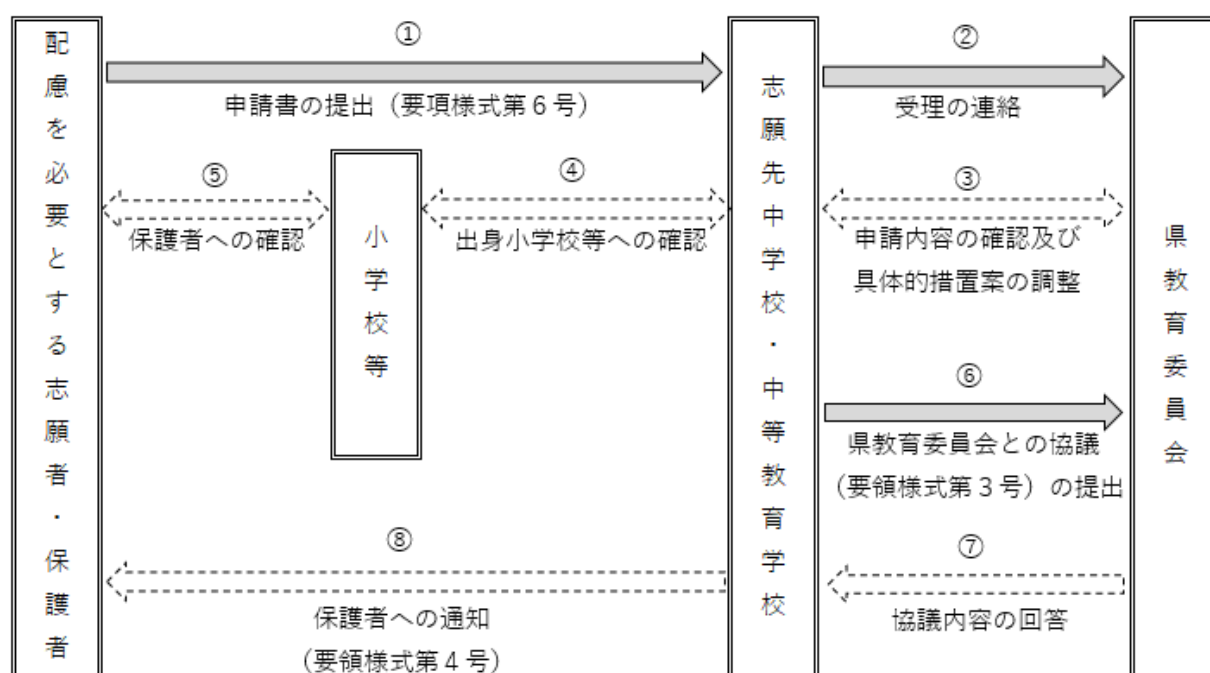 配慮を必要とする志願者・保護者
①
申請書の提出（要項様式第６号）
⑤
保護者への確認
小学校等
④
出身小学校等への確認
⑧
保護者への通知
（要領様式第４号）
志願先中学校・中等教育学校
②
受理の連絡
③
申請内容の確認及び
具体的措置案の調整
⑥
県教育委員会との協議
（要領様式第３号）の提出
⑦
協議内容の回答
県教育委員会